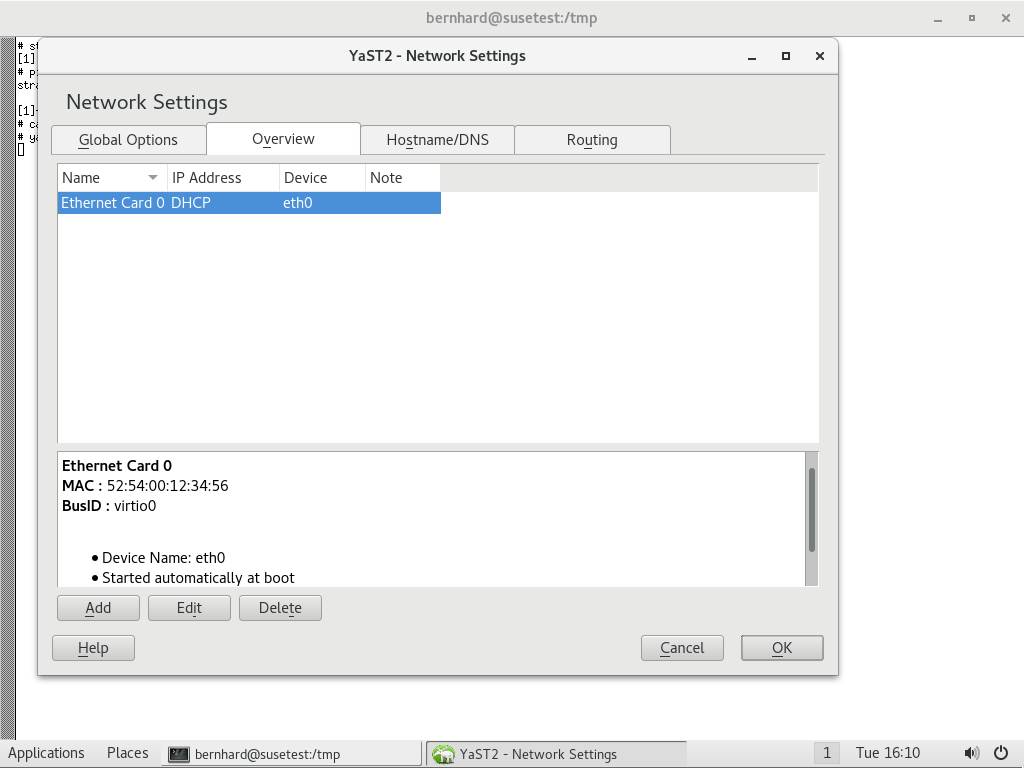 bernhard@susetest:/tmp
YaST2 - Network Settings
# st
[1]
# p
stra
[1]+
# ca
# ya
Network Settings
Global Options Overview Hostname/DNS Routing
Name IP Address Device Note
Ethernet Card 0 DHCP eth0
Ethernet Card 0
MAC : 52:54:00:12:34:56
BusID : virtio0
• Device Name: eth0
• Started automatically at boot
Add Edit Delete
Help Cancel OK
Applications Places bernhard@susetest:/tmp YaST2 - Network Settings 1 Tue 16:10